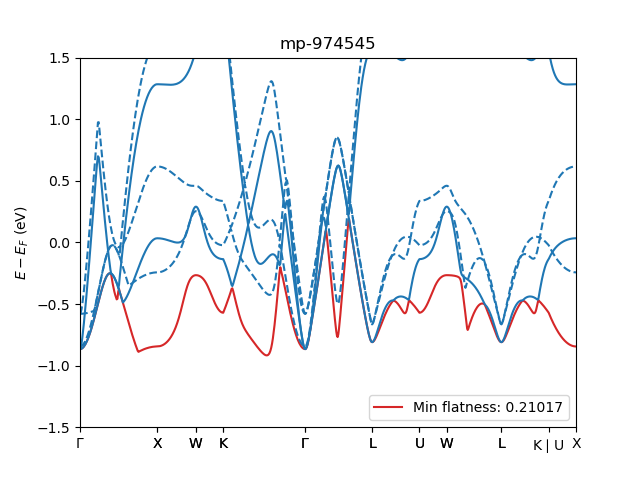 mp-974545
E − E_F (eV)
1.5
1.0
0.5
0.0
−0.5
−1.0
−1.5
Min flatness: 0.21017
Γ X W K Γ L U W L K | U X